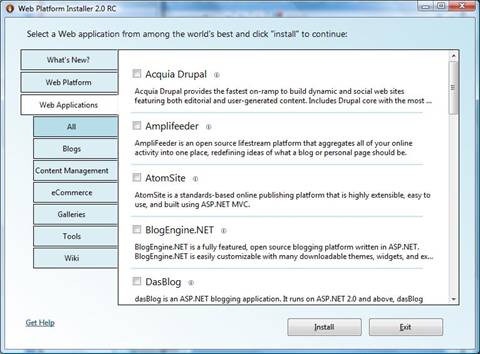 Web Platform Installer 2.0 RC
Select a Web application from among the world's best and click "install" to continue:
What's New?
Web Platform
Web Applications
All
Blogs
Content Management
eCommerce
Galleries
Tools
Wiki
Acquia Drupal
Acquia Drupal provides the fastest on-ramp to build dynamic and social web sites
featuring both editorial and user-generated content. Includes Drupal core with the most ...
Amplifeeder
AmpliFeeder is an open source lifestream platform that aggregates all of your online
activity into one place, redefining ideas of what a blog or personal page should be.
AtomSite
AtomSite is a standards-based online publishing platform that is highly extensible, easy to
use, and built using ASP.NET MVC.
BlogEngine.NET
BlogEngine.NET is a fully featured, open source blogging platform written in ASP.NET.
BlogEngine.NET is easily customizable with many downloadable themes, widgets, and ex...
DasBlog
dasBlog is an ASP.NET blogging application. It runs on ASP.NET 2.0 and above, dasBlog
Get Help
Install
Exit